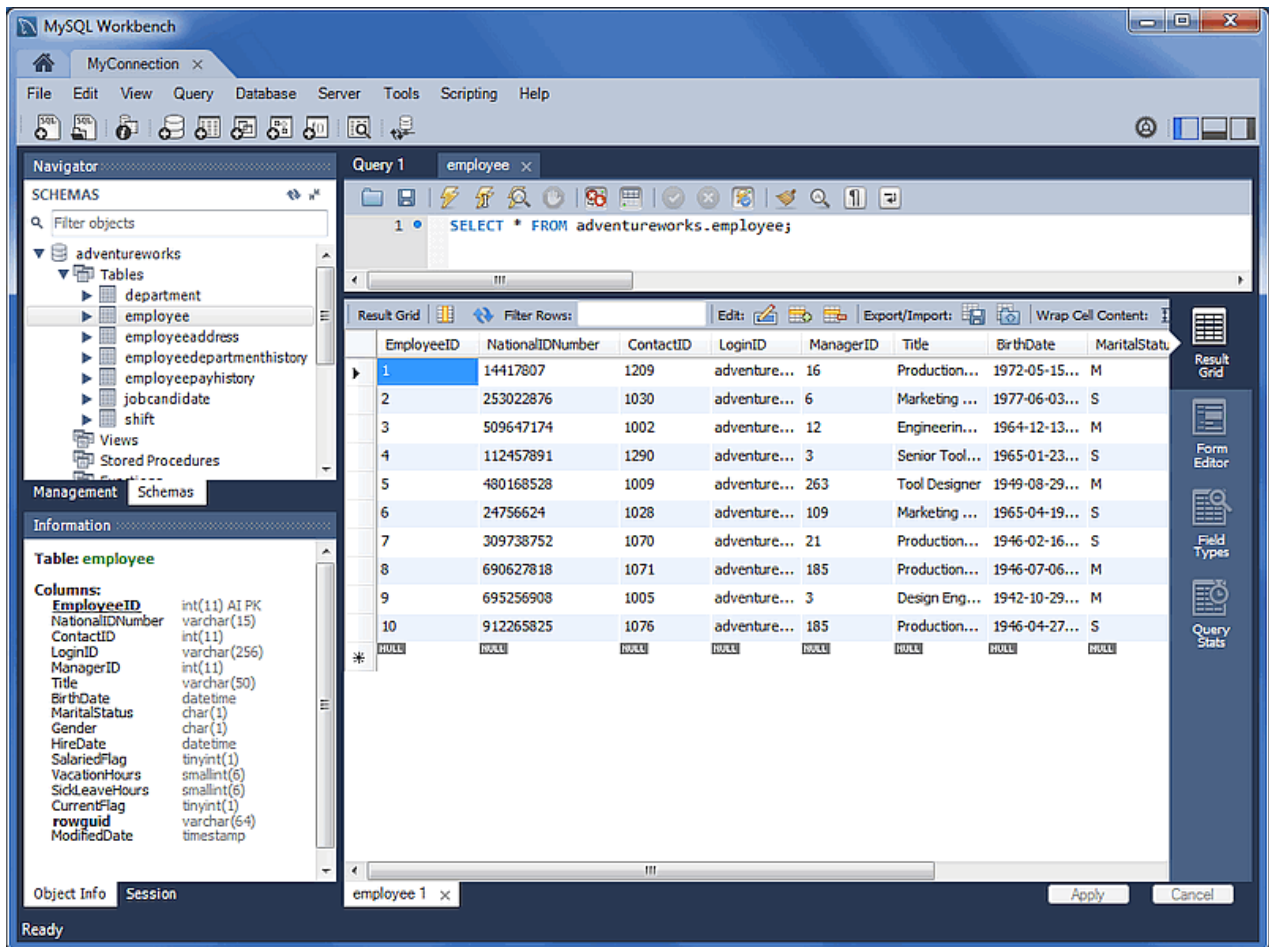 MySQL Workbench
MyConnection
File Edit View Query Database Server Tools Scripting Help
Navigator
SCHEMAS
Filter objects
adventureworks
Tables
department
employee
employeeaddress
employeedepartmenthistory
employeepayhistory
jobcandidate
shift
Views
Stored Procedures
Management Schemas
Information
Table: employee
Columns:
EmployeeID int(11) AI PK
NationalIDNumber varchar(15)
ContactID int(11)
LoginID varchar(256)
ManagerID int(11)
Title varchar(50)
BirthDate datetime
MaritalStatus char(1)
Gender char(1)
HireDate datetime
SalariedFlag tinyint(1)
VacationHours smallint(6)
SickLeaveHours smallint(6)
CurrentFlag tinyint(1)
rowguid varchar(64)
ModifiedDate timestamp
Object Info Session
Query 1 employee
1 SELECT * FROM adventureworks.employee;
Result Grid Filter Rows: Edit: Export/Import: Wrap Cell Content:
EmployeeID NationalIDNumber ContactID LoginID ManagerID Title BirthDate MaritalStatu
1 14417807 1209 adventure... 16 Production... 1972-05-15... M
2 253022876 1030 adventure... 6 Marketing ... 1977-06-03... S
3 509647174 1002 adventure... 12 Engineerin... 1964-12-13... M
4 112457891 1290 adventure... 3 Senior Tool... 1965-01-23... S
5 480168528 1009 adventure... 263 Tool Designer 1949-08-29... M
6 24756624 1028 adventure... 109 Marketing ... 1965-04-19... S
7 309738752 1070 adventure... 21 Production... 1946-02-16... S
8 690627818 1071 adventure... 185 Production... 1946-07-06... M
9 695256908 1005 adventure... 3 Design Eng... 1942-10-29... M
10 912265825 1076 adventure... 185 Production... 1946-04-27... S
NULL NULL NULL NULL NULL NULL NULL NULL
Result
Grid
Form
Editor
Field
Types
Query
Stats
employee 1
Apply Cancel
Ready